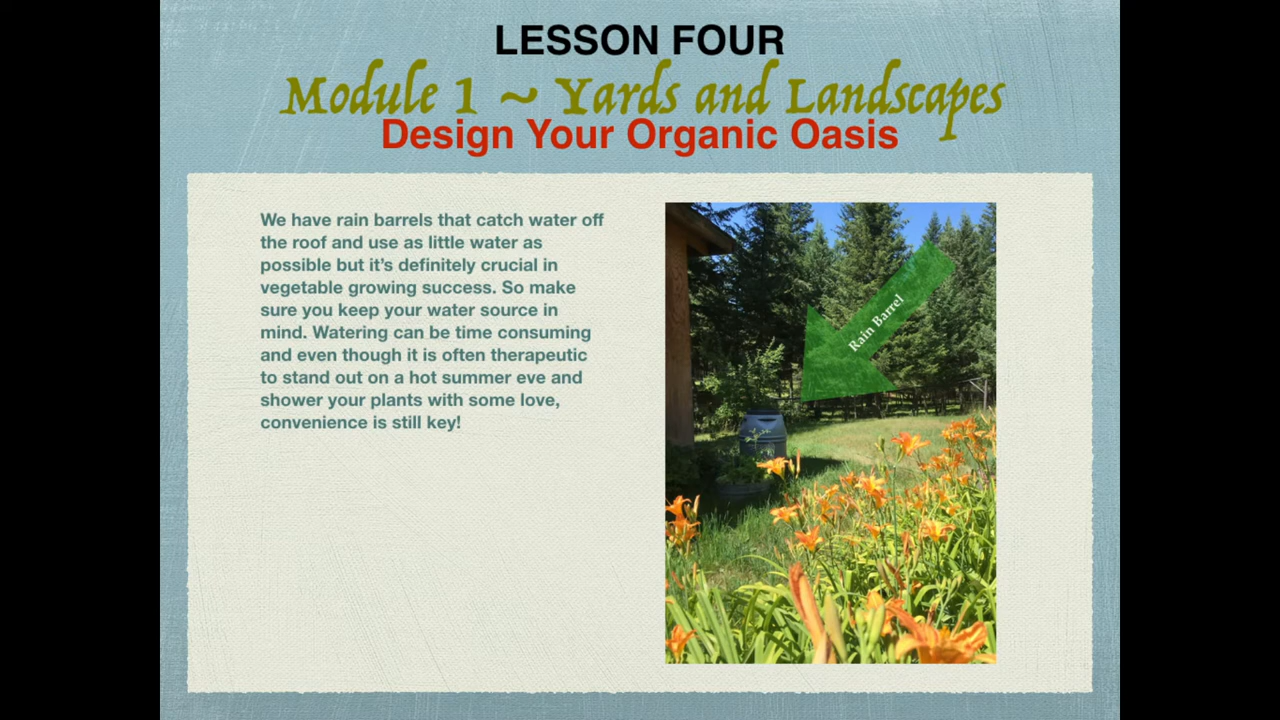 LESSON FOUR
Module 1 ~ Yards and Landscapes
Design Your Organic Oasis
We have rain barrels that catch water off
the roof and use as little water as
possible but it's definitely crucial in
vegetable growing success. So make
sure you keep your water source in
mind. Watering can be time consuming
and even though it is often therapeutic
to stand out on a hot summer eve and
shower your plants with some love,
convenience is still key!
Rain Barrel